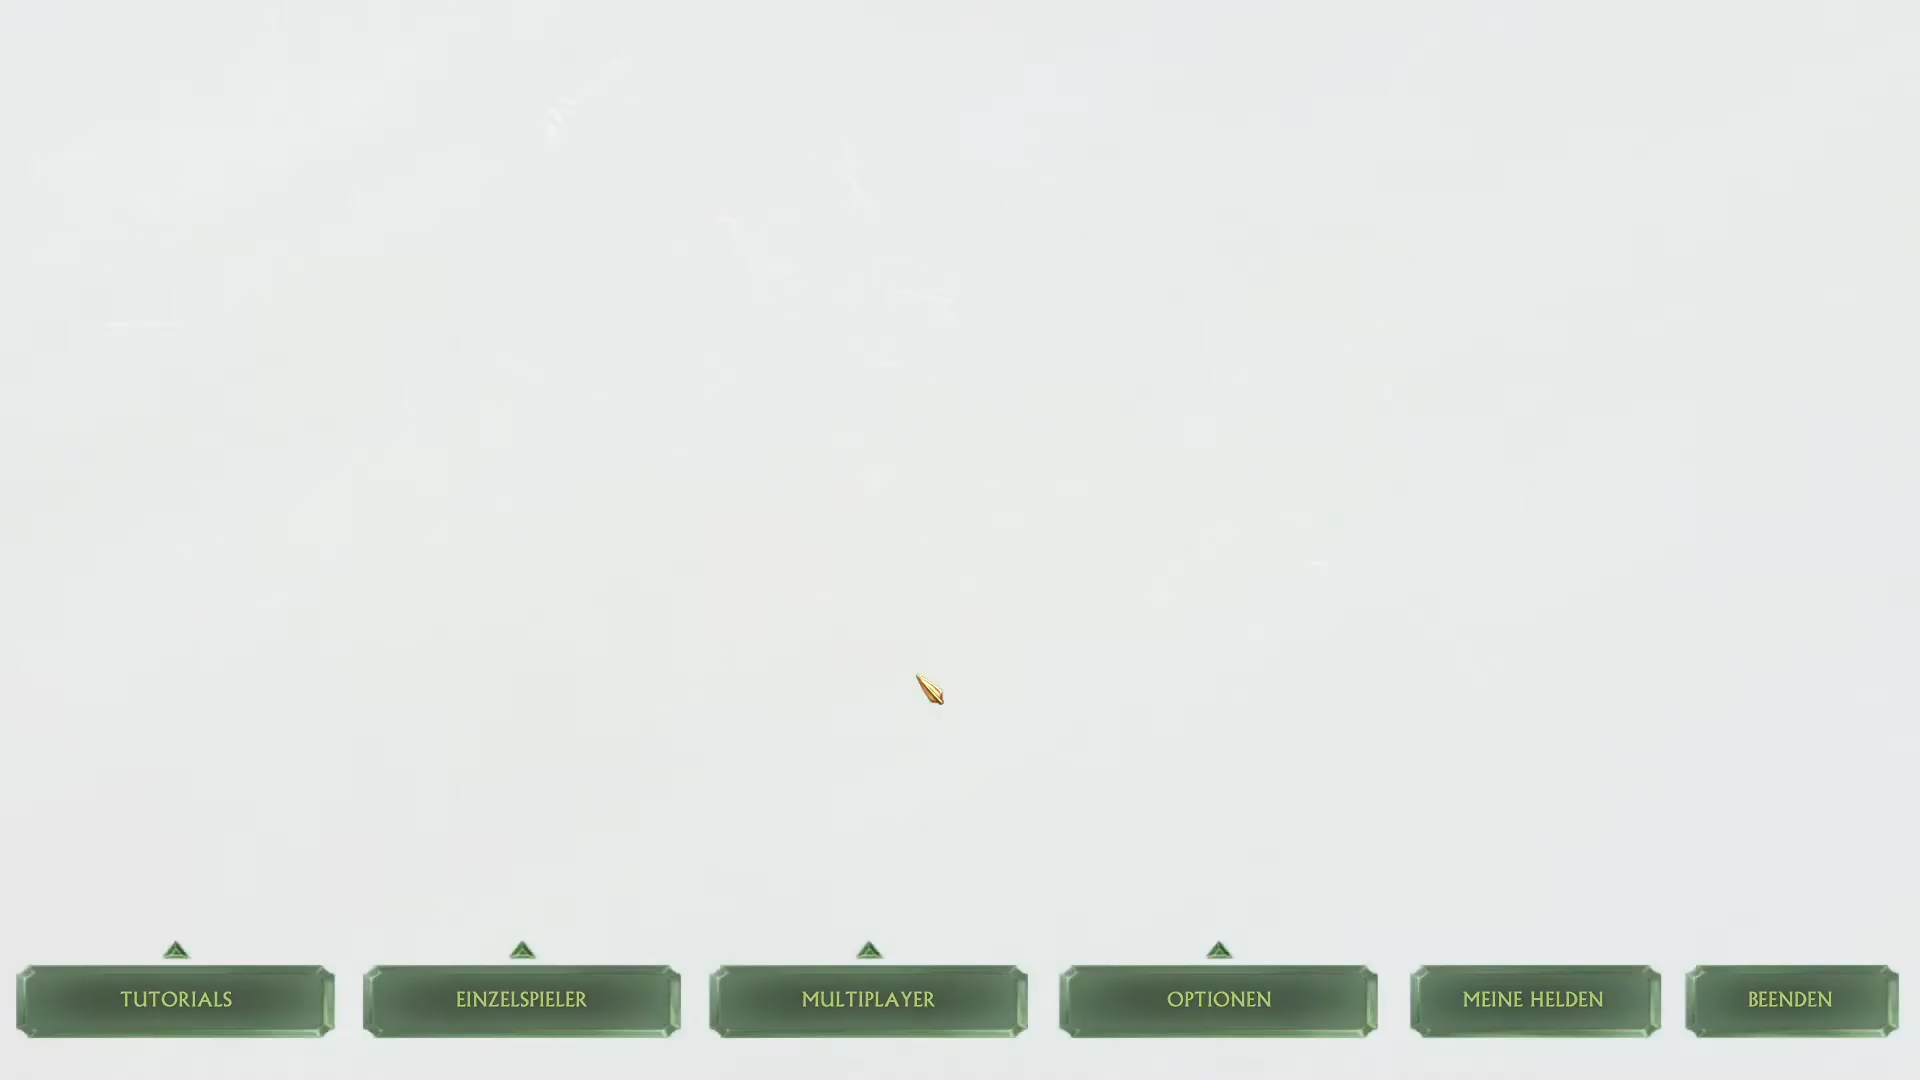 TUTORIALS
EINZELSPIELER
MULTIPLAYER
OPTIONEN
MEINE HELDEN
BEENDEN